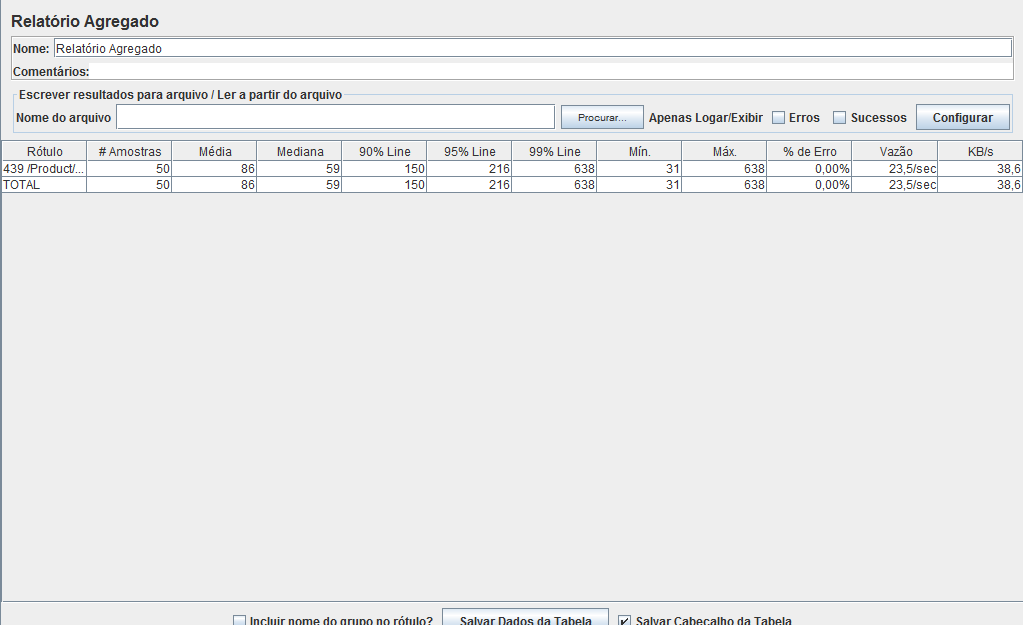 Relatório Agregado
Nome: Relatório Agregado
Comentários:
Escrever resultados para arquivo / Ler a partir do arquivo
Nome do arquivo Procurar... Apenas Logar/Exibir Erros Sucessos Configurar
Rótulo # Amostras Média Mediana 90% Line 95% Line 99% Line Mín. Máx. % de Erro Vazão KB/s
439 /Product/... 50 86 59 150 216 638 31 638 0,00% 23,5/sec 38,6
TOTAL 50 86 59 150 216 638 31 638 0,00% 23,5/sec 38,6
Incluir nome do grupo no rótulo? Salvar Dados da Tabela Salvar Cabeçalho da Tabela